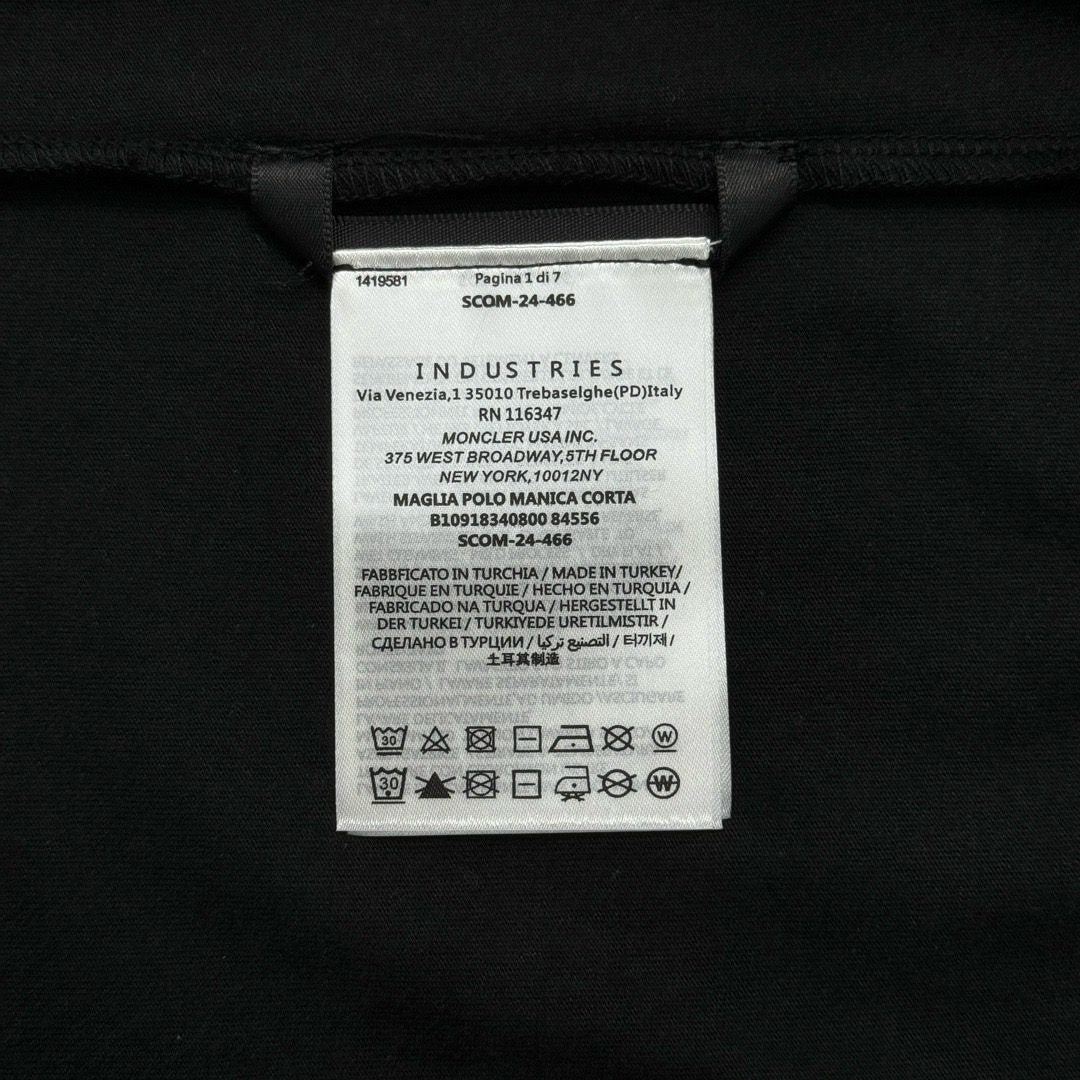 1419581 Pagina 1 di 7
SCOM-24-466
INDUSTRIES
Via Venezia,1 35010 Trebaselghe(PD)Italy
RN 116347
MONCLER USA INC.
375 WEST BROADWAY,5TH FLOOR
NEW YORK,10012NY
MAGLIA POLO MANICA CORTA
B10918340800 84556
SCOM-24-466
FABBFICATO IN TURCHIA / MADE IN TURKEY/
FABRIQUE EN TURQUIE / HECHO EN TURQUIA /
FABRICADO NA TURQUA / HERGESTELLT IN
DER TURKEI / TURKIYEDE URETILMISTIR /
СДЕЛАНО В ТУРЦИИ / التصنيع تركيا / 터끼제 /
土耳其制造
30 W
30 W